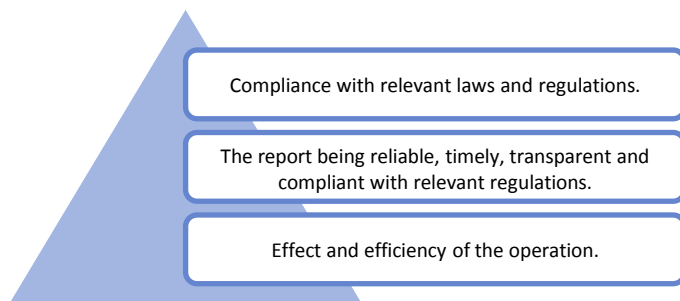 Compliance with relevant laws and regulations.
The report being reliable, timely, transparent and
compliant with relevant regulations.
Effect and efficiency of the operation.